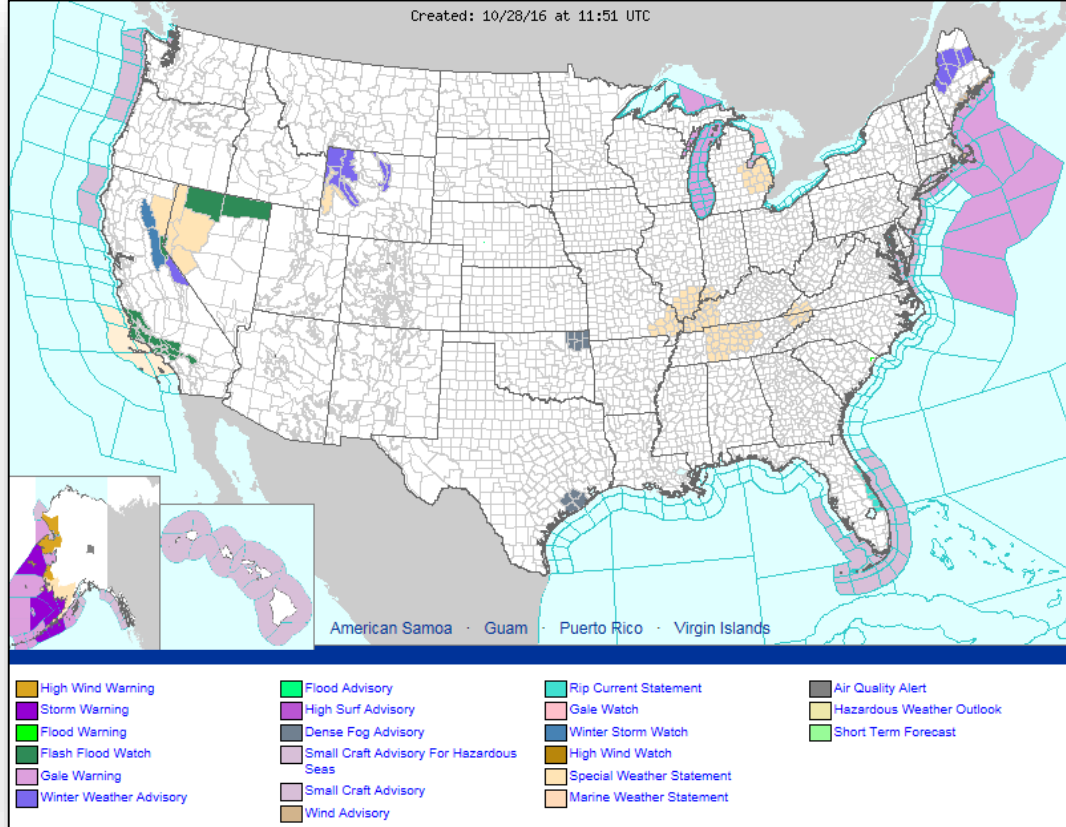 Created: 10/28/16 at 11:51 UTC
American Samoa · Guam · Puerto Rico · Virgin Islands
High Wind Warning
Storm Warning
Flood Warning
Flash Flood Watch
Gale Warning
Winter Weather Advisory
Flood Advisory
High Surf Advisory
Dense Fog Advisory
Small Craft Advisory For Hazardous
Seas
Small Craft Advisory
Wind Advisory
Rip Current Statement
Gale Watch
Winter Storm Watch
High Wind Watch
Special Weather Statement
Marine Weather Statement
Air Quality Alert
Hazardous Weather Outlook
Short Term Forecast